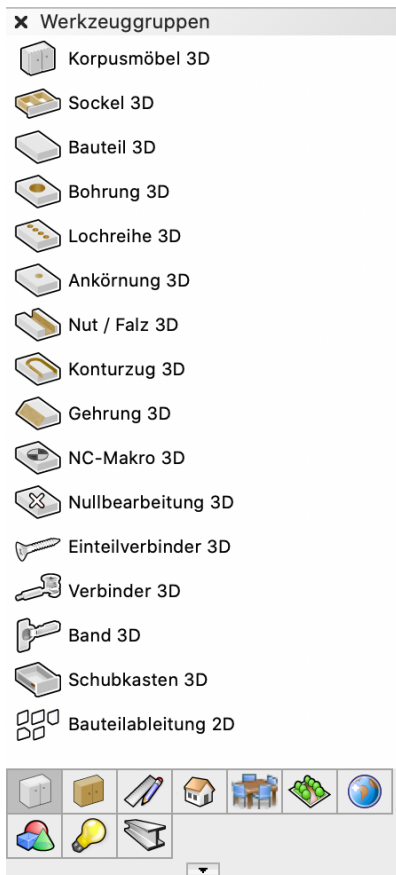 Werkzeuggruppen
Korpusmöbel 3D
Sockel 3D
Bauteil 3D
Bohrung 3D
Lochreihe 3D
Ankörnung 3D
Nut / Falz 3D
Konturzug 3D
Gehrung 3D
NC-Makro 3D
Nullbearbeitung 3D
Einteilverbinder 3D
Verbinder 3D
Band 3D
Schubkasten 3D
Bauteilableitung 2D